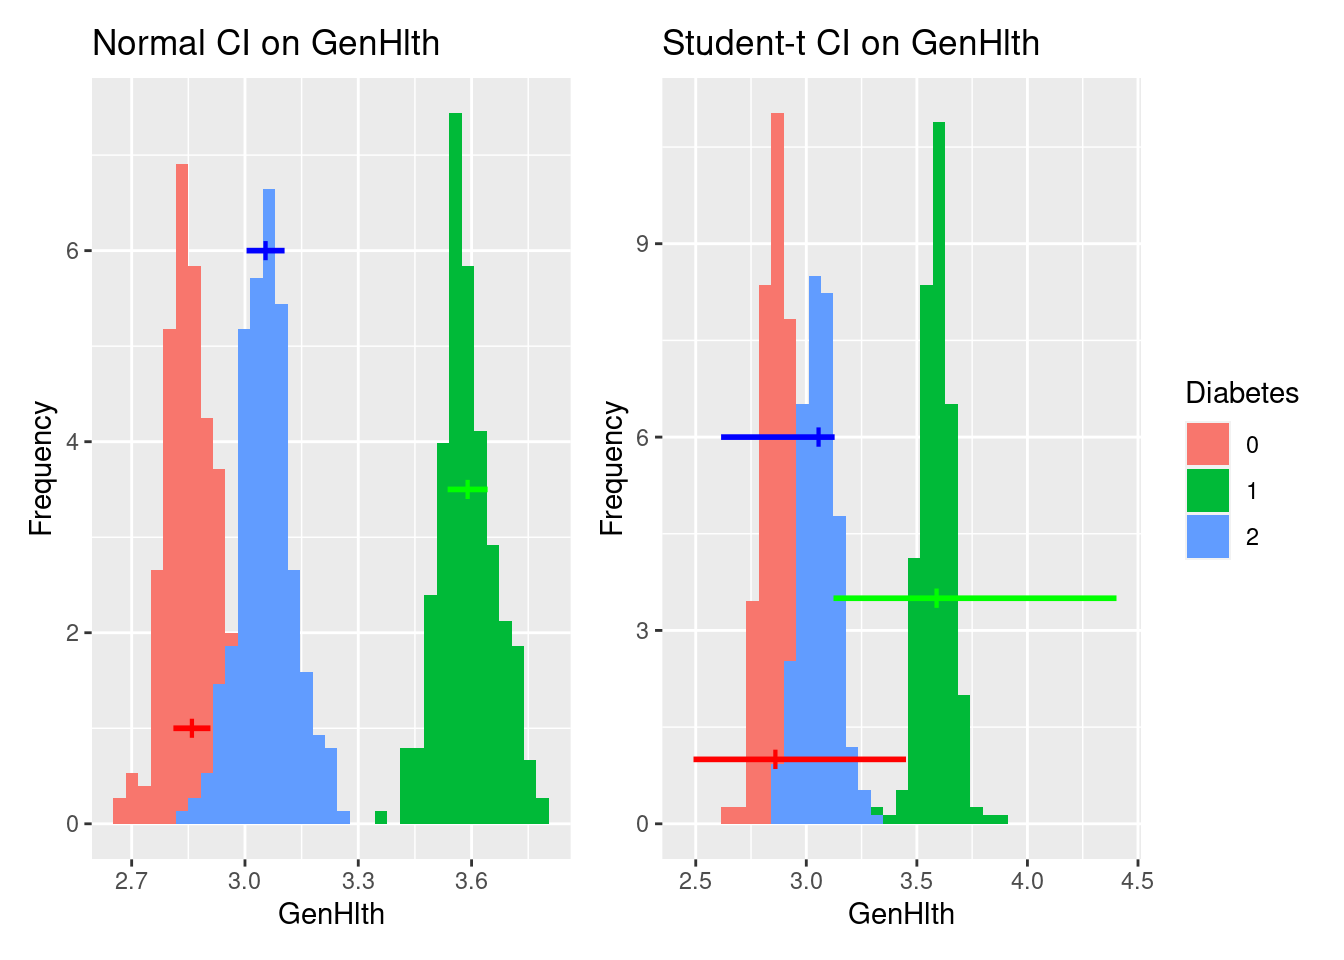 Normal CI on GenHlth
Frequency
6
4
2
0
2.7 3.0 3.3 3.6
GenHlth
Student-t CI on GenHlth
Frequency
9
6
3
0
2.5 3.0 3.5 4.0 4.5
GenHlth
Diabetes
0
1
2